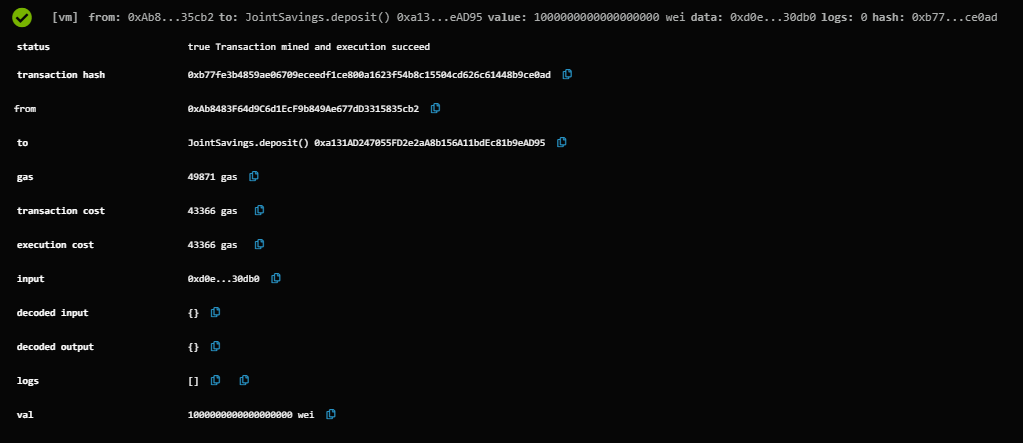 [vm] from: 0xAb8...35cb2 to: JointSavings.deposit() 0xa13...eAD95 value: 1000000000000000000 wei data: 0xd0e...30db0 logs: 0 hash: 0xb77...ce0ad
status true Transaction mined and execution succeed
transaction hash 0xb77fe3b4859ae06709eceedf1ce800a1623f54b8c15504cd626c61448b9ce0ad
from 0xAb8483F64d9C6d1EcF9b849Ae677dD3315835cb2
to JointSavings.deposit() 0xa131AD247055FD2e2aA8b156A11bdEc81b9eAD95
gas 49871 gas
transaction cost 43366 gas
execution cost 43366 gas
input 0xd0e...30db0
decoded input {}
decoded output {}
logs []
val 1000000000000000000 wei